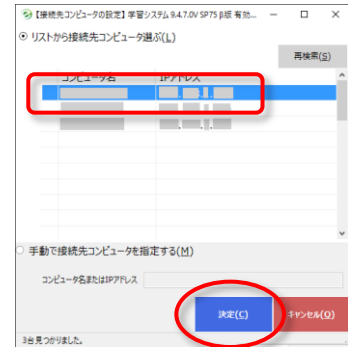 【接続先コンピュータの設定】学習システム 9.4.7.0V SP75 β版 有効...
リストから接続先コンピュータ選ぶ(L)
再検索(S)
コンピュータ名 IPアドレス
手動で接続先コンピュータを指定する(M)
コンピュータ名またはIPアドレス
決定(C) キャンセル(Q)
3台見つかりました。